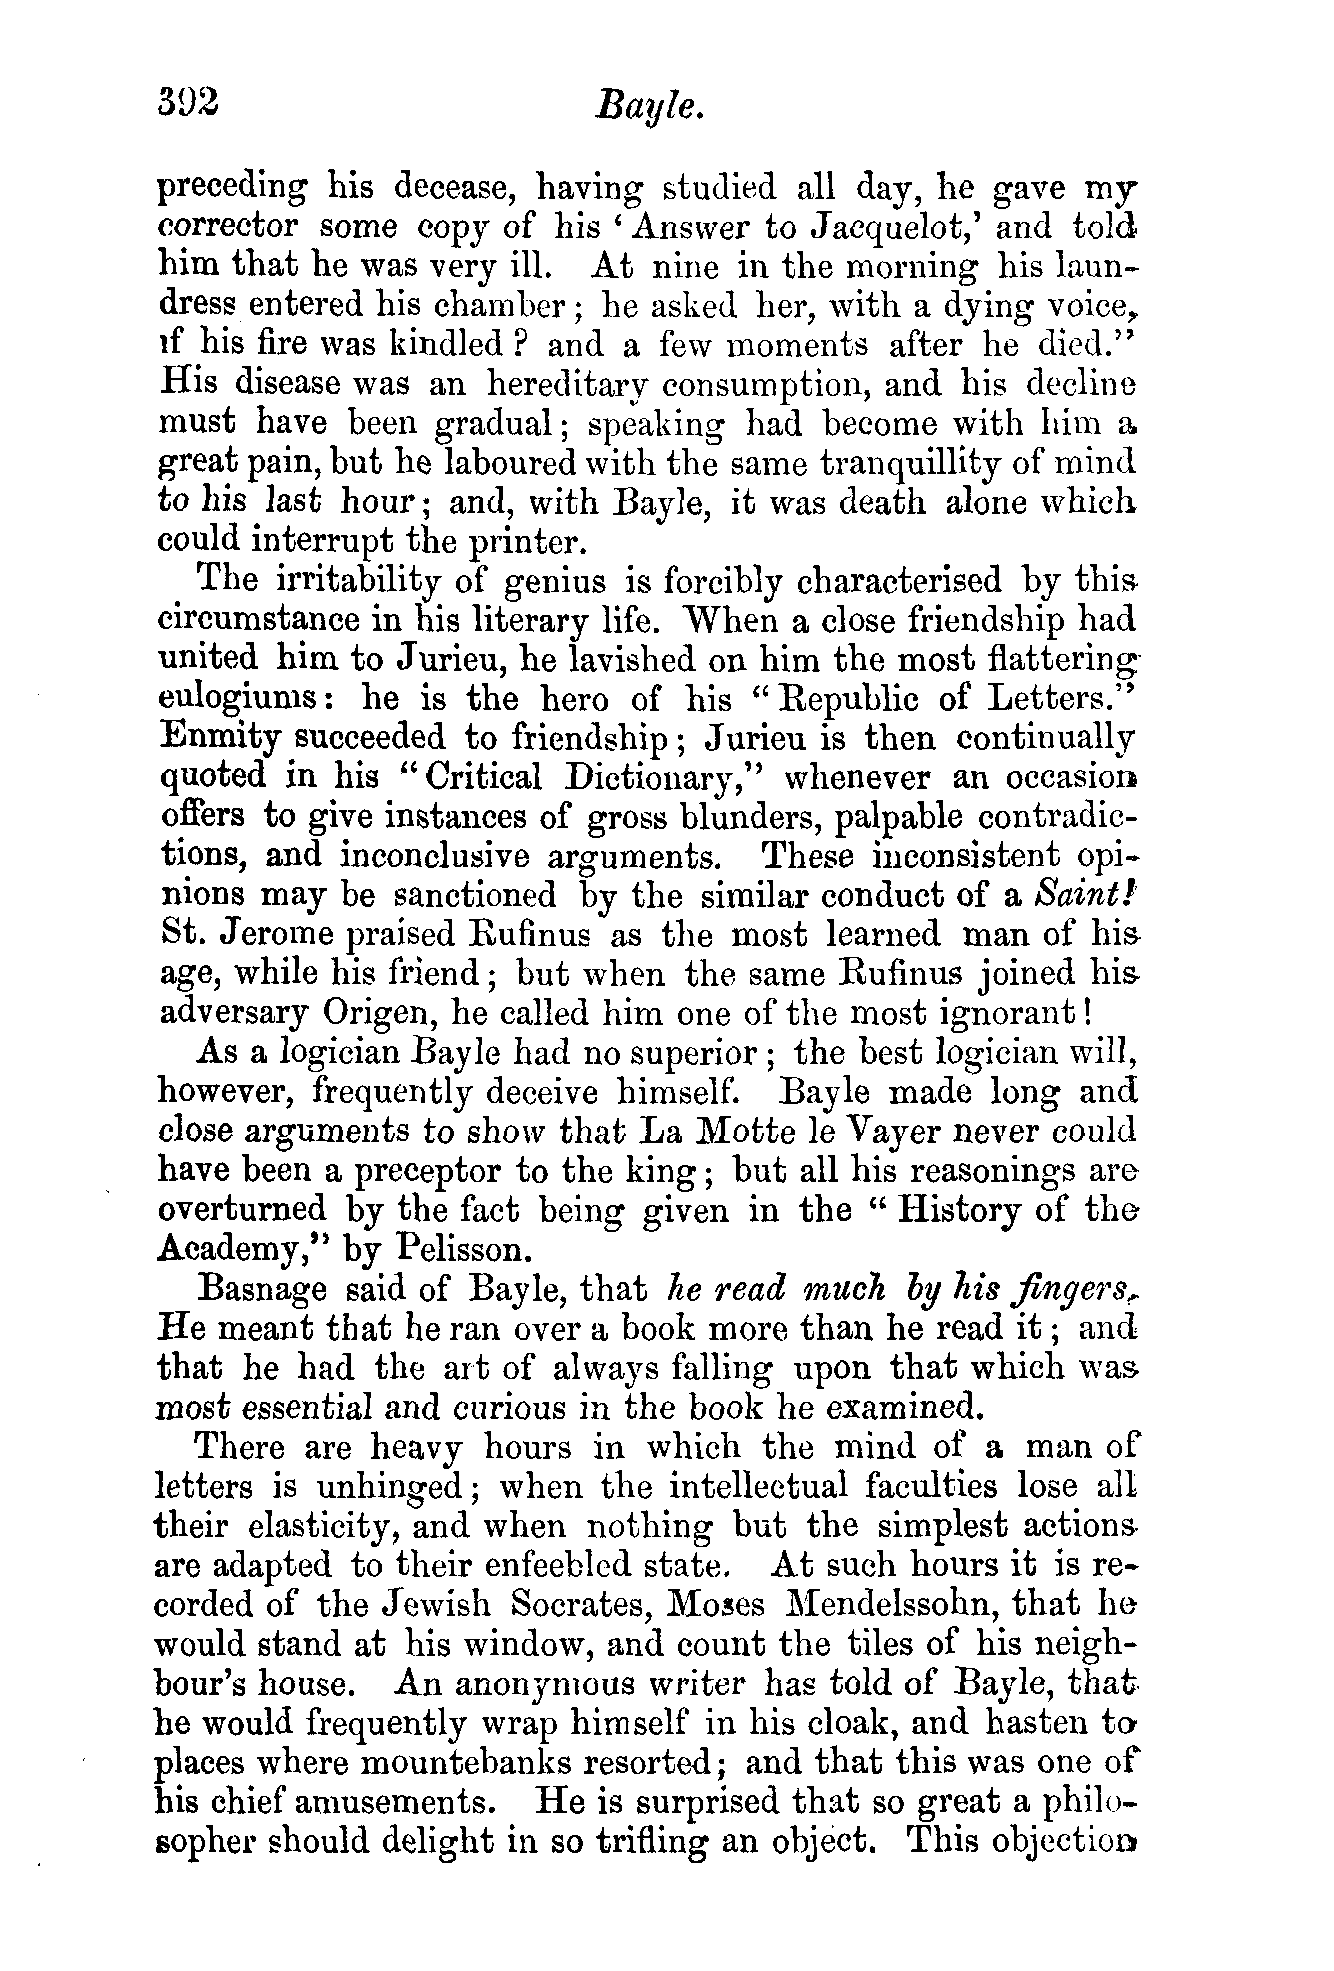 392 Bayle.
preceding his decease, having studied all day, he gave my
corrector some copy of his ‘ Answer to Jacquelot,’ and told
him that he was very ill. At nine in the morning his laun-
dress entered his chamber ; he asked her, with a dying voice,
if his fire was kindled ? and a few moments after he died.”
His disease was an hereditary consumption, and his decline
must have been gradual ; speaking had become with him a
great pain, but he laboured with the same tranquillity of mind
to his last hour ; and, with Bayle, it was death alone which
could interrupt the printer.
The irritability of genius is forcibly characterised by this
circumstance in his literary life. When a close friendship had
united him to Jurieu, he lavished on him the most flattering
eulogiums : he is the hero of his “ Republic of Letters.”
Enmity succeeded to friendship ; Jurieu is then continually
quoted in his “ Critical Dictionary,” whenever an occasion
offers to give instances of gross blunders, palpable contradic-
tions, and inconclusive arguments. These inconsistent opi-
nions may be sanctioned by the similar conduct of a Saint!
St. Jerome praised Rufinus as the most learned man of his
age, while his friend ; but when the same Rufinus joined his
adversary Origen, he called him one of the most ignorant !
As a logician Bayle had no superior ; the best logician will,
however, frequently deceive himself. Bayle made long and
close arguments to show that La Motte le Vayer never could
have been a preceptor to the king ; but all his reasonings are
overturned by the fact being given in the “ History of the
Academy,” by Pelisson.
Basnage said of Bayle, that he read much by his fingers.
He meant that he ran over a book more than he read it ; and
that he had the art of always falling upon that which was
most essential and curious in the book he examined.
There are heavy hours in which the mind of a man of
letters is unhinged ; when the intellectual faculties lose all
their elasticity, and when nothing but the simplest actions
are adapted to their enfeebled state. At such hours it is re-
corded of the Jewish Socrates, Moses Mendelssohn, that he
would stand at his window, and count the tiles of his neigh-
bour’s house. An anonymous writer has told of Bayle, that
he would frequently wrap himself in his cloak, and hasten to
places where mountebanks resorted ; and that this was one of
his chief amusements. He is surprised that so great a philo-
sopher should delight in so trifling an object. This objection